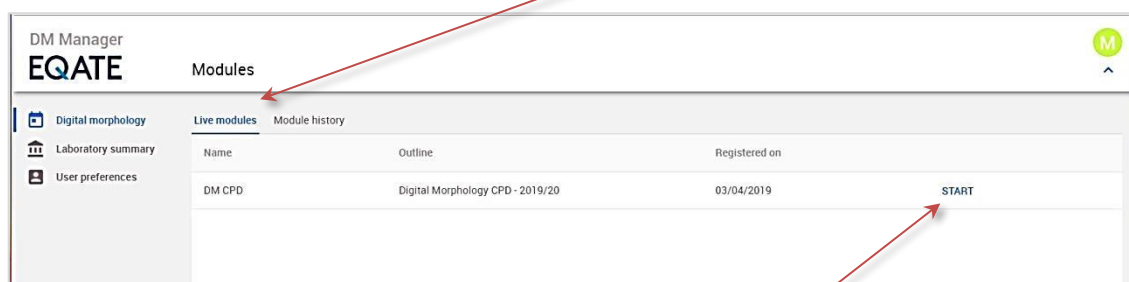 DM Manager
M
EQATE
Modules
Digital morphology
Laboratory summary
User preferences
Live modules Module history
Name Outline Registered on
DM CPD Digital Morphology CPD - 2019/20 03/04/2019 START